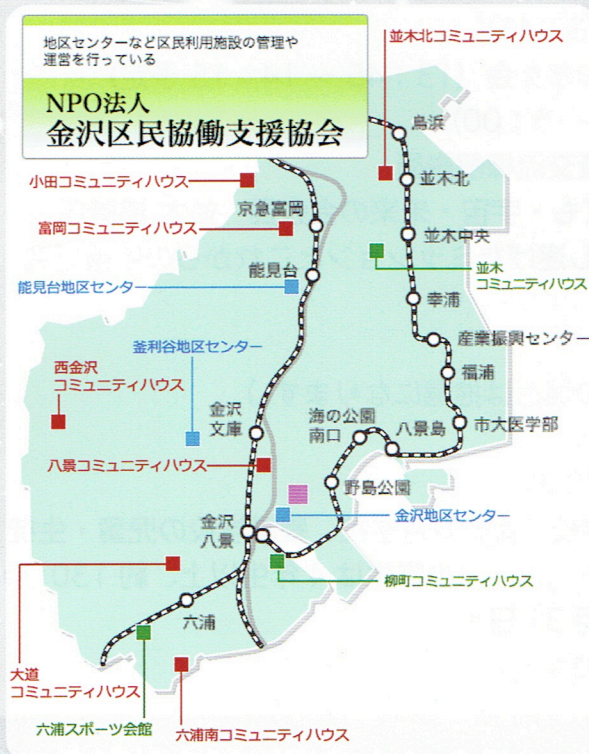 地区センターなど区民利用施設の管理や
運営を行っている
NPO法人
金沢区民協働支援協会
並木北コミュニティハウス
鳥浜
小田コミュニティハウス
並木北
京急富岡
富岡コミュニティハウス
並木中央
能見台
並木
コミュニティハウス
能見台地区センター
幸浦
釜利谷地区センター
産業振興センター
西金沢
コミュニティハウス
福浦
金沢
文庫
海の公園
南口
八景島
市大医学部
八景コミュニティハウス
野島公園
金沢地区センター
金沢
八景
柳町コミュニティハウス
六浦
大道
コミュニティハウス
六浦スポーツ会館
六浦南コミュニティハウス